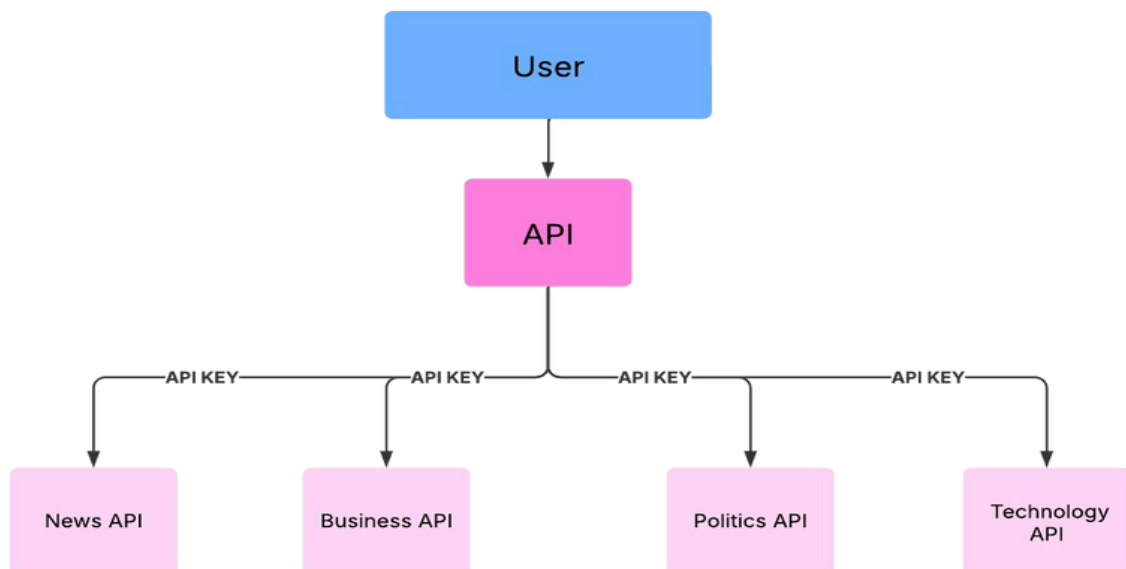 User
API
API KEY
API KEY
API KEY
API KEY
News API
Business API
Politics API
Technology
API